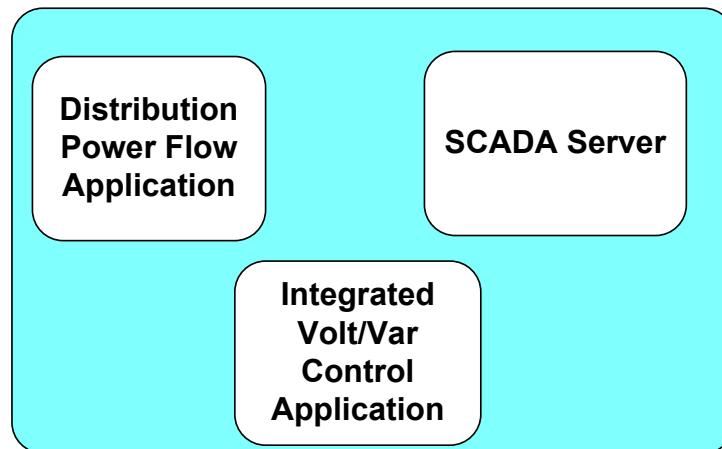 Distribution
Power Flow
Application
SCADA Server
Integrated
Volt/Var
Control
Application